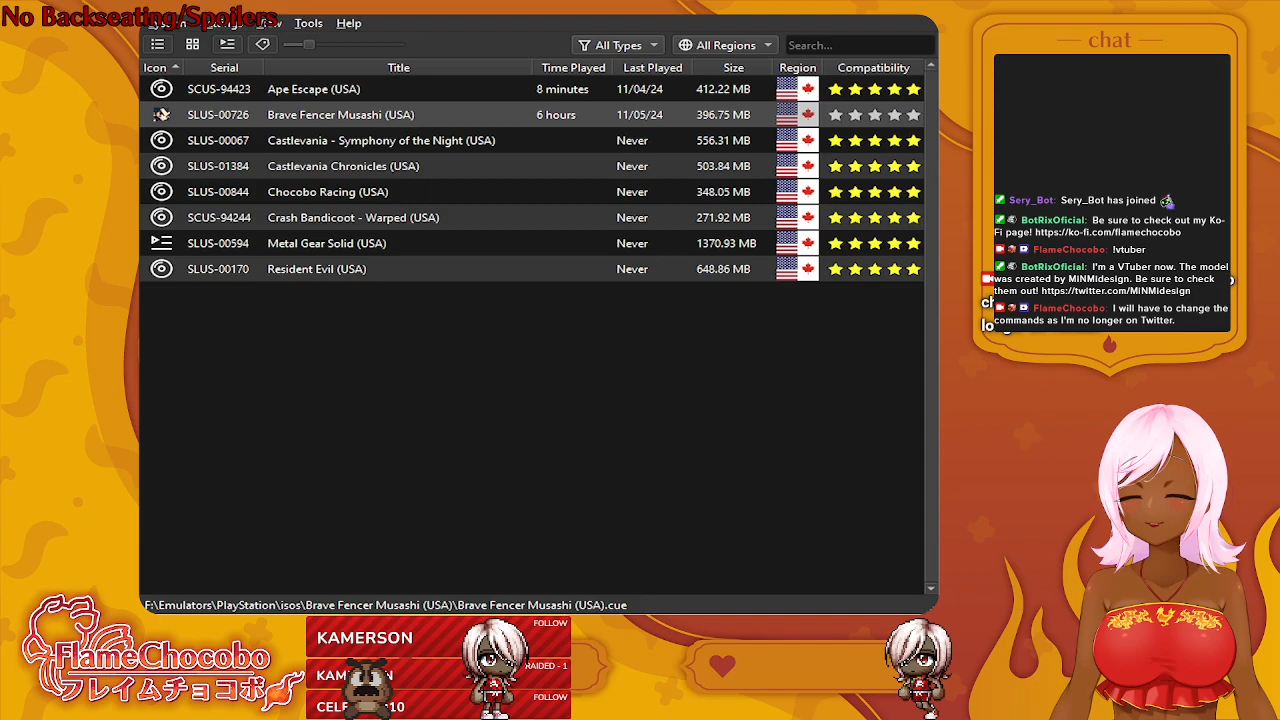 No Backseating/Spoilers
Tools Help
All Types All Regions Search...
Icon Serial Title Time Played Last Played Size Region Compatibility
SCUS-94423 Ape Escape (USA) 8 minutes 11/04/24 412.22 MB
SLUS-00726 Brave Fencer Musashi (USA) 6 hours 11/05/24 396.75 MB
SLUS-00067 Castlevania - Symphony of the Night (USA) Never 556.31 MB
SLUS-01384 Castlevania Chronicles (USA) Never 503.84 MB
SLUS-00844 Chocobo Racing (USA) Never 348.05 MB
SCUS-94244 Crash Bandicoot - Warped (USA) Never 271.92 MB
SLUS-00594 Metal Gear Solid (USA) Never 1370.93 MB
SLUS-00170 Resident Evil (USA) Never 648.86 MB
F:\Emulators\PlayStation\isos\Brave Fencer Musashi (USA)\Brave Fencer Musashi (USA).cue
chat
Sery_Bot: Sery_Bot has joined
BotRixOficial: Be sure to check out my Ko-
Fi page! https://ko-fi.com/flamechocobo
FlameChocobo: !vtuber
BotRixOficial: I'm a VTuber now. The model
was created by MINMidesign. Be sure to check
them out! https://twitter.com/MINMidesign
FlameChocobo: I will have to change the
commands as I'm no longer on Twitter.
FlameChocobo
フレイムチョコボ
FOLLOW
KAMERSON
RAIDED - 1
FOLLOW